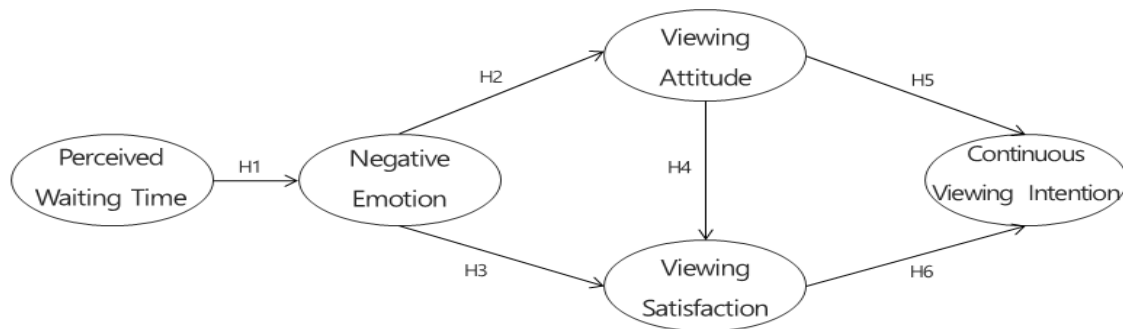 Viewing
Attitude
H2
H5
Perceived
Waiting Time
H1
Negative
Emotion
H4
Continuous
Viewing Intention
H3
Viewing
Satisfaction
H6